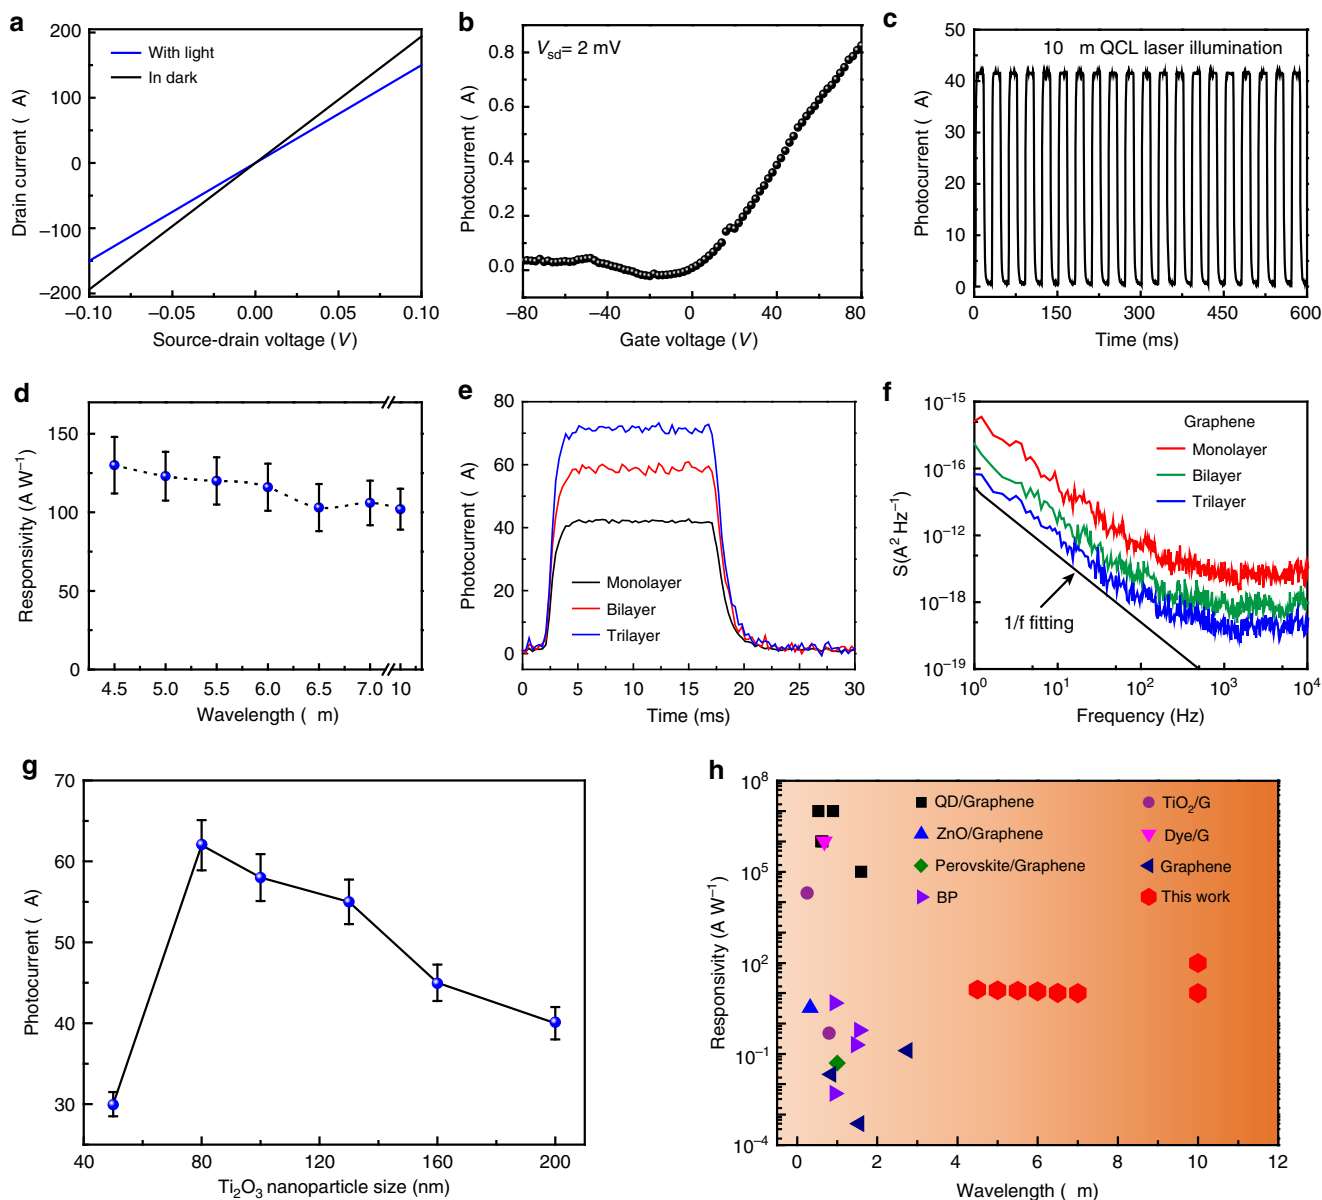 a
200
150
100
0
−100
−200
With light
In dark
Drain current ( A)
−0.10
−0.05
0.00
0.05
0.10
Source-drain voltage (V)
b
0.8
0.6
0.4
0.2
0.0
Vsd= 2 mV
Photocurrent ( A)
−80
−40
0
40
80
Gate voltage (V)
c
50
40
30
20
10
0
10 m QCL laser illumination
Photocurrent ( A)
0
150
300
450
600
Time (ms)
d
150
100
50
0
Responsivity (A W⁻¹)
4.5
5.0
5.5
6.0
6.5
7.0
10
Wavelength ( m)
e
80
60
40
20
0
Photocurrent ( A)
Monolayer
Bilayer
Trilayer
0
5
10
15
20
25
30
Time (ms)
f
10⁻¹⁵
10⁻¹⁶
10⁻¹²
10⁻¹⁸
10⁻¹⁹
S(A² Hz⁻¹)
Graphene
Monolayer
Bilayer
Trilayer
1/f fitting
10⁰
10¹
10²
10³
10⁴
Frequency (Hz)
g
70
60
50
40
30
Photocurrent ( A)
40
80
120
160
200
Ti₂O₃ nanoparticle size (nm)
h
10⁸
10⁵
10²
10⁻¹
10⁻⁴
Responsivity (A W⁻¹)
QD/Graphene
ZnO/Graphene
Perovskite/Graphene
BP
TiO₂/G
Dye/G
Graphene
This work
0
2
4
6
8
10
12
Wavelength ( m)